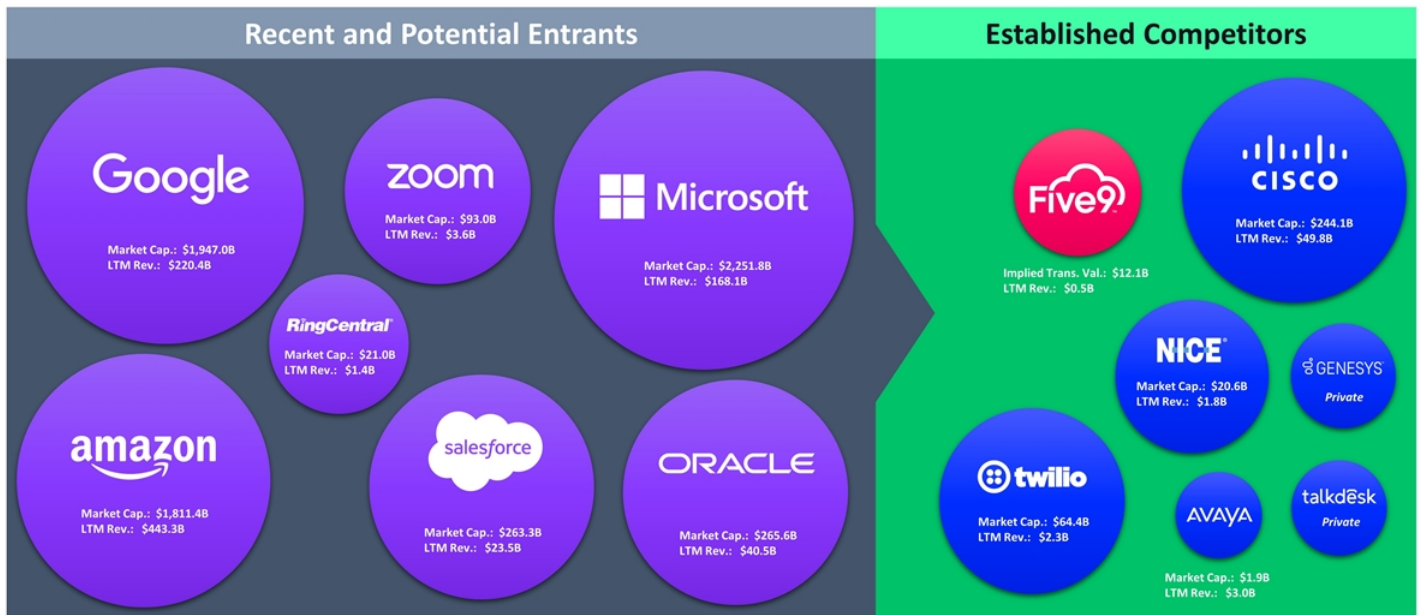 Recent and Potential Entrants
Established Competitors
Google
Market Cap.: $1,947.0B
LTM Rev.: $220.4B
zoom
Market Cap.: $93.0B
LTM Rev.: $3.6B
Microsoft
Market Cap.: $2,251.8B
LTM Rev.: $168.1B
RingCentral®
Market Cap.: $21.0B
LTM Rev.: $1.4B
amazon
Market Cap.: $1,811.4B
LTM Rev.: $443.3B
salesforce
Market Cap.: $263.3B
LTM Rev.: $23.5B
ORACLE
Market Cap.: $265.6B
LTM Rev.: $40.5B
Five9™
Implied Trans. Val.: $12.1B
LTM Rev.: $0.5B
CISCO
Market Cap.: $244.1B
LTM Rev.: $49.8B
NICE®
Market Cap.: $20.6B
LTM Rev.: $1.8B
GENESYS
Private
twilio
Market Cap.: $64.4B
LTM Rev.: $2.3B
AVAYA
Market Cap.: $1.9B
LTM Rev.: $3.0B
talkdesk
Private